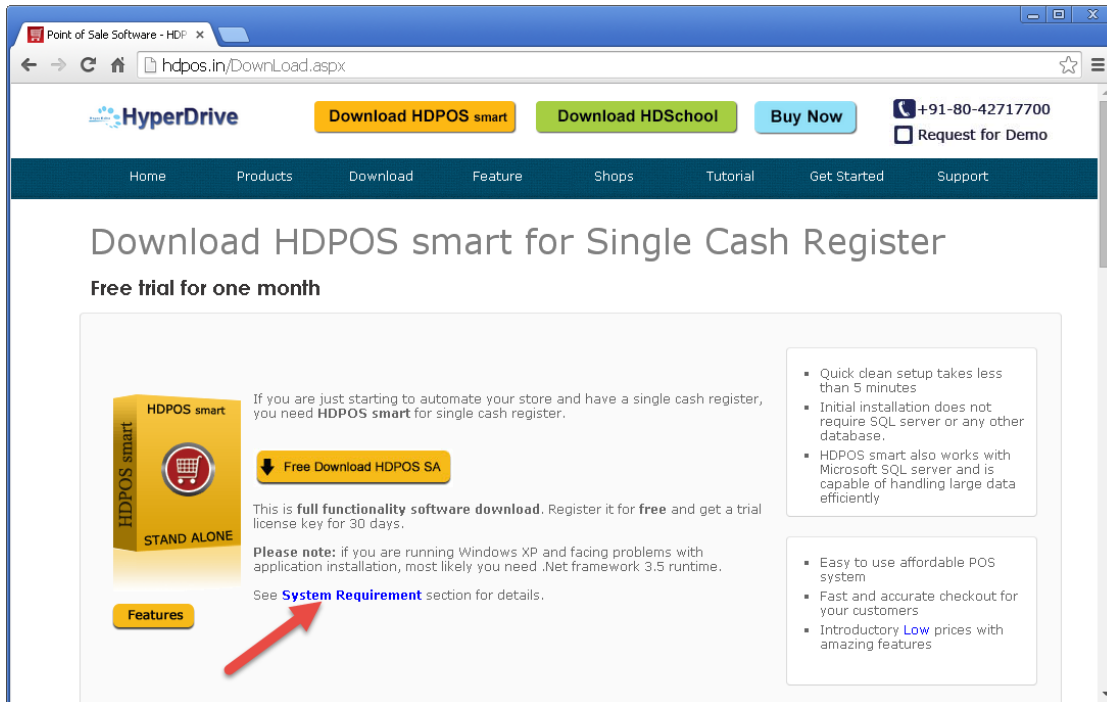 Point of Sale Software - HDP
hdpos.in/DownLoad.aspx
HyperDrive
Download HDPOS smart
Download HDSchool
Buy Now
+91-80-42717700
Request for Demo
Home Products Download Feature Shops Tutorial Get Started Support
Download HDPOS smart for Single Cash Register
Free trial for one month
HDPOS smart
HDPOS smart
STAND ALONE
Features
If you are just starting to automate your store and have a single cash register,
you need HDPOS smart for single cash register.
Free Download HDPOS SA
This is full functionality software download. Register it for free and get a trial
license key for 30 days.
Please note: if you are running Windows XP and facing problems with
application installation, most likely you need .Net framework 3.5 runtime.
See System Requirement section for details.
Quick clean setup takes less
than 5 minutes
Initial installation does not
require SQL server or any other
database.
HDPOS smart also works with
Microsoft SQL server and is
capable of handling large data
efficiently
Easy to use affordable POS
system
Fast and accurate checkout for
your customers
Introductory Low prices with
amazing features